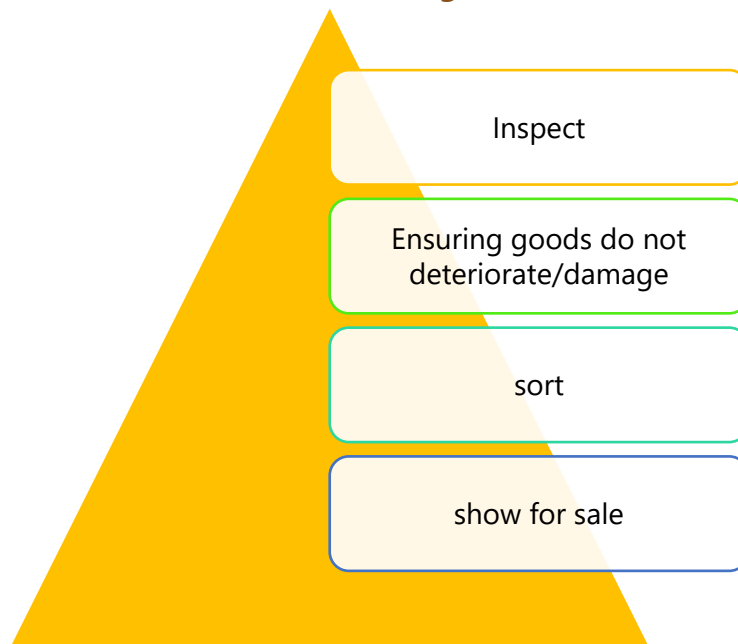 Inspect
Ensuring goods do not
deteriorate/damage
sort
show for sale